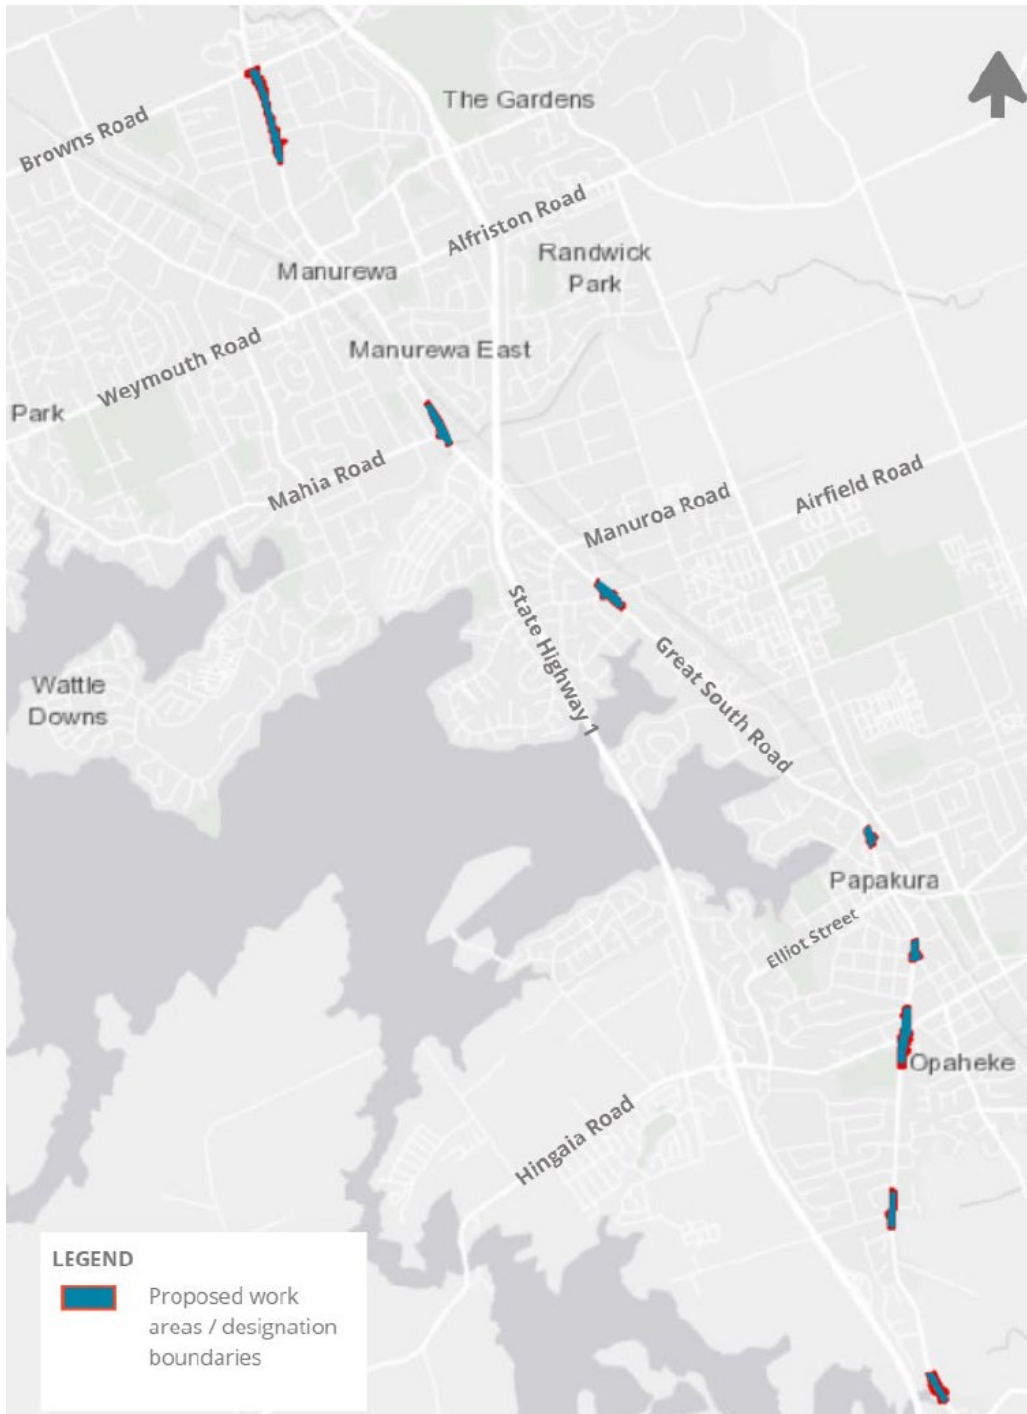 The Gardens
Browns Road
Alfriston Road
Randwick
Park
Manurewa
Manurewa East
Weymouth Road
Park
Mahia Road
Airfield Road
Manuroa Road
State Highway 1
Great South Road
Wattle
Downs
Papakura
Elliot Street
Opaheke
Hingaia Road
LEGEND
Proposed work
areas / designation
boundaries